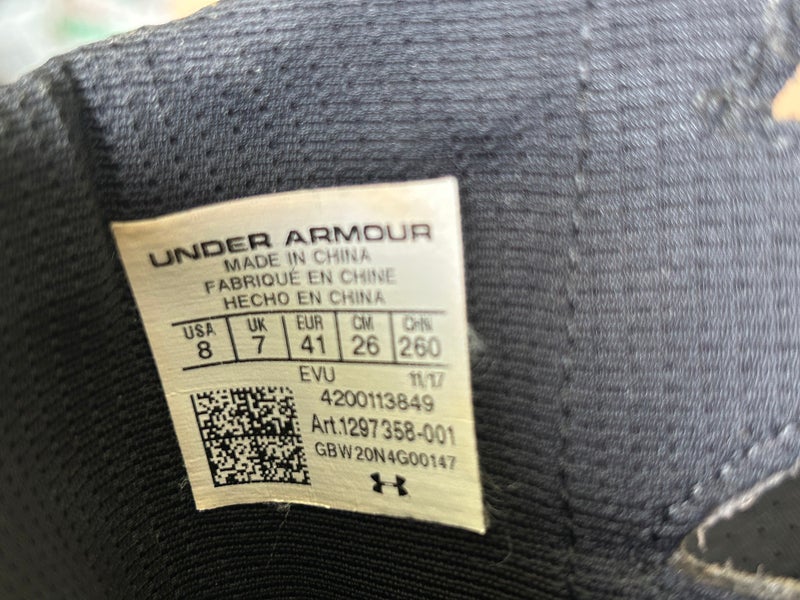 UNDER ARMOUR
MADE IN CHINA
FABRIQUÉ EN CHINE
HECHO EN CHINA
USA UK EUR CM CHN
8 7 41 26 260
EVU 11/17
4200113849
Art.1297358-001
GBW20N4G00147